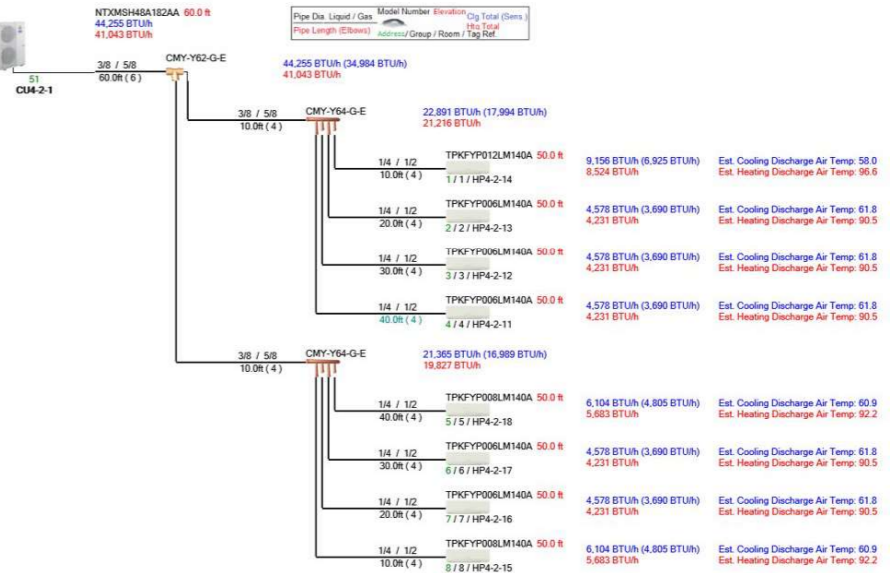 NTXMSH48A182AA 60.0 ft
44,255 BTU/h
41,043 BTU/h
Pipe Dia. Liquid / Gas Model Number Elevation Clg Total (Sens.)
Pipe Length (Elbows) Address/Group / Room / Tag Ref. Htg Total
51
CU4-2-1
3/8 / 5/8
60.0ft ( 6 )
CMY-Y62-G-E
44,255 BTU/h (34,984 BTU/h)
41,043 BTU/h
3/8 / 5/8
10.0ft ( 4 )
CMY-Y64-G-E
22,891 BTU/h (17,994 BTU/h)
21,216 BTU/h
1/4 / 1/2
10.0ft ( 4 )
TPKFYP012LM140A 50.0 ft
1 / 1 / HP4-2-14
9,156 BTU/h (6,925 BTU/h)
8,524 BTU/h
Est. Cooling Discharge Air Temp: 58.0
Est. Heating Discharge Air Temp: 96.6
1/4 / 1/2
20.0ft ( 4 )
TPKFYP006LM140A 50.0 ft
2 / 2 / HP4-2-13
4,578 BTU/h (3,690 BTU/h)
4,231 BTU/h
Est. Cooling Discharge Air Temp: 61.8
Est. Heating Discharge Air Temp: 90.5
1/4 / 1/2
30.0ft ( 4 )
TPKFYP006LM140A 50.0 ft
3 / 3 / HP4-2-12
4,578 BTU/h (3,690 BTU/h)
4,231 BTU/h
Est. Cooling Discharge Air Temp: 61.8
Est. Heating Discharge Air Temp: 90.5
1/4 / 1/2
40.0ft ( 4 )
TPKFYP006LM140A 50.0 ft
4 / 4 / HP4-2-11
4,578 BTU/h (3,690 BTU/h)
4,231 BTU/h
Est. Cooling Discharge Air Temp: 61.8
Est. Heating Discharge Air Temp: 90.5
3/8 / 5/8
10.0ft ( 4 )
CMY-Y64-G-E
21,365 BTU/h (16,989 BTU/h)
19,827 BTU/h
1/4 / 1/2
40.0ft ( 4 )
TPKFYP008LM140A 50.0 ft
5 / 5 / HP4-2-18
6,104 BTU/h (4,805 BTU/h)
5,683 BTU/h
Est. Cooling Discharge Air Temp: 60.9
Est. Heating Discharge Air Temp: 92.2
1/4 / 1/2
30.0ft ( 4 )
TPKFYP006LM140A 50.0 ft
6 / 6 / HP4-2-17
4,578 BTU/h (3,690 BTU/h)
4,231 BTU/h
Est. Cooling Discharge Air Temp: 61.8
Est. Heating Discharge Air Temp: 90.5
1/4 / 1/2
20.0ft ( 4 )
TPKFYP006LM140A 50.0 ft
7 / 7 / HP4-2-16
4,578 BTU/h (3,690 BTU/h)
4,231 BTU/h
Est. Cooling Discharge Air Temp: 61.8
Est. Heating Discharge Air Temp: 90.5
1/4 / 1/2
10.0ft ( 4 )
TPKFYP008LM140A 50.0 ft
8 / 8 / HP4-2-15
6,104 BTU/h (4,805 BTU/h)
5,683 BTU/h
Est. Cooling Discharge Air Temp: 60.9
Est. Heating Discharge Air Temp: 92.2